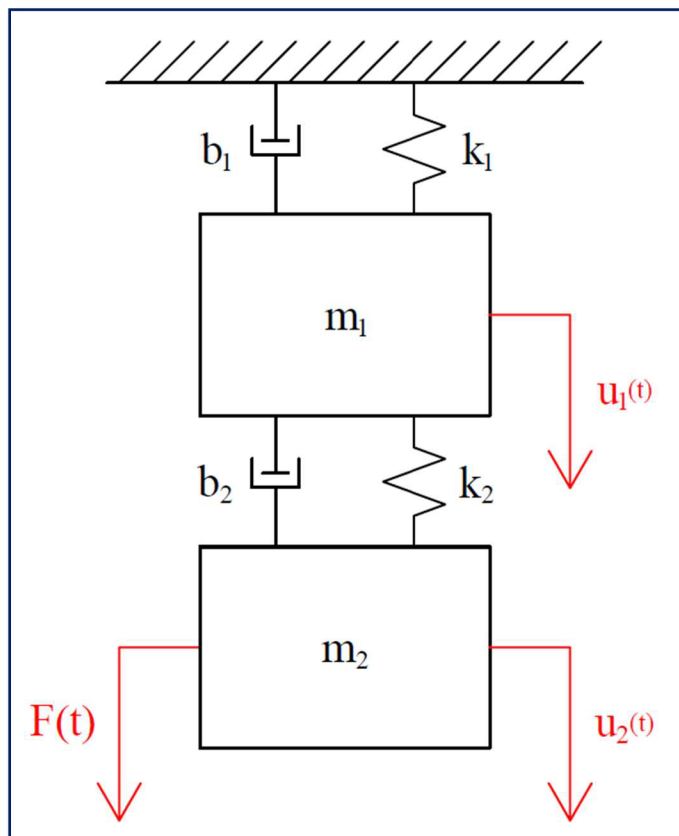 b₁ k₁
m₁
u₁(t)
b₂ k₂
m₂
F(t) u₂(t)